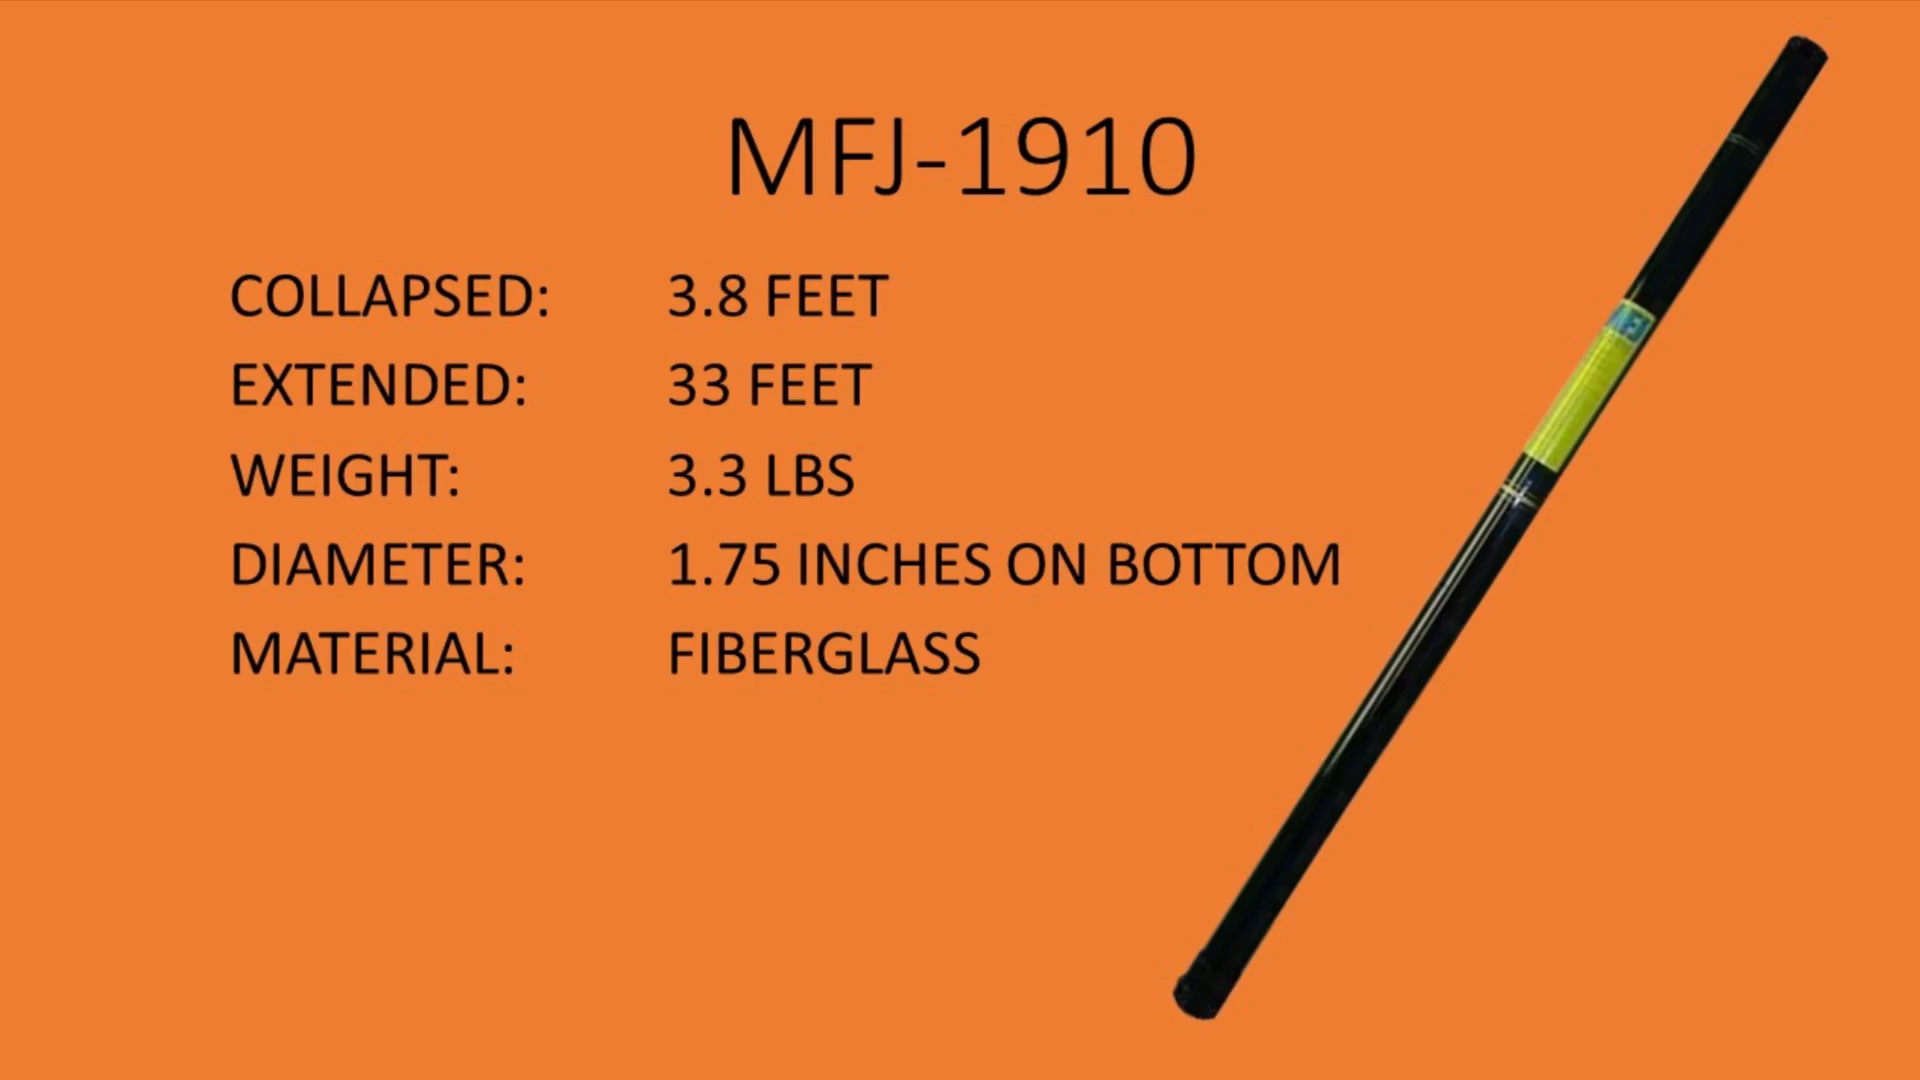 MFJ-1910
COLLAPSED: 3.8 FEET
EXTENDED: 33 FEET
WEIGHT: 3.3 LBS
DIAMETER: 1.75 INCHES ON BOTTOM
MATERIAL: FIBERGLASS
MFJ